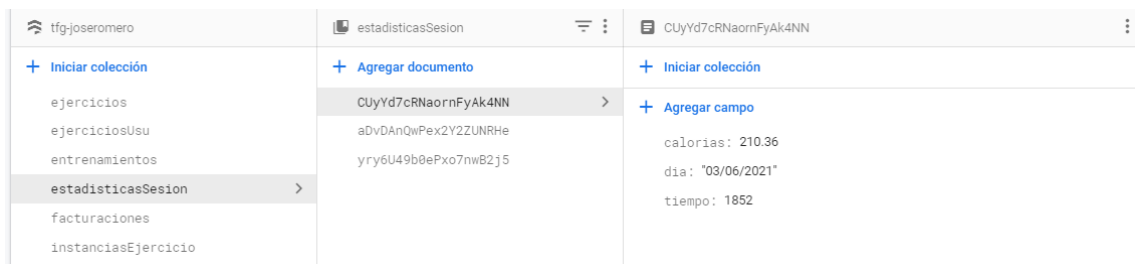 tfg-joseromero
Iniciar colección
ejercicios
ejerciciosUsu
entrenamientos
estadisticasSesion
facturaciones
instanciasEjercicio
estadisticasSesion
Agregar documento
CUyYd7cRNaornFyAk4NN
aDvDAnQwPex2Y2ZUNRHe
yry6U49b0ePxo7nwB2j5
CUyYd7cRNaornFyAk4NN
Iniciar colección
Agregar campo
calorias: 210.36
dia: "03/06/2021"
tiempo: 1852